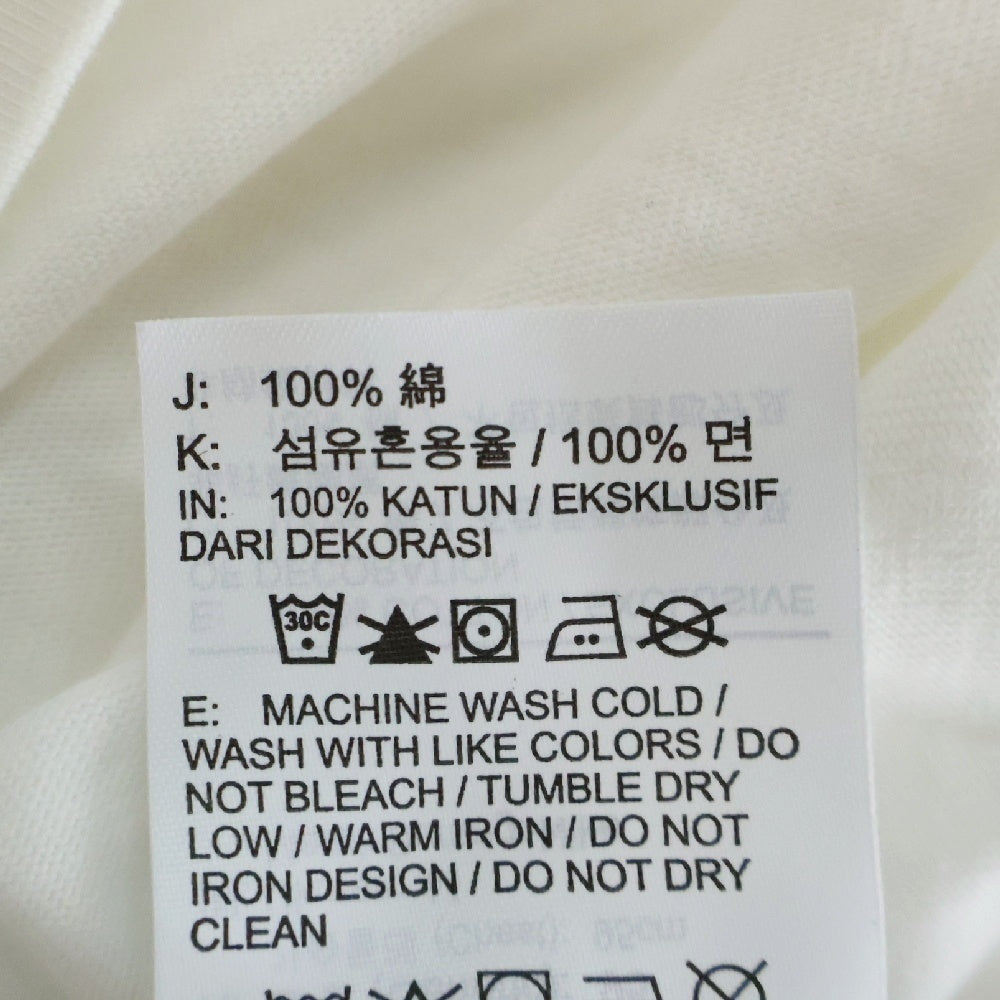 J: 100% 綿
K: 섬유혼용율 / 100% 면
IN: 100% KATUN / EKSKLUSIF
DARI DEKORASI
30C
E: MACHINE WASH COLD /
WASH WITH LIKE COLORS / DO
NOT BLEACH / TUMBLE DRY
LOW / WARM IRON / DO NOT
IRON DESIGN / DO NOT DRY
CLEAN